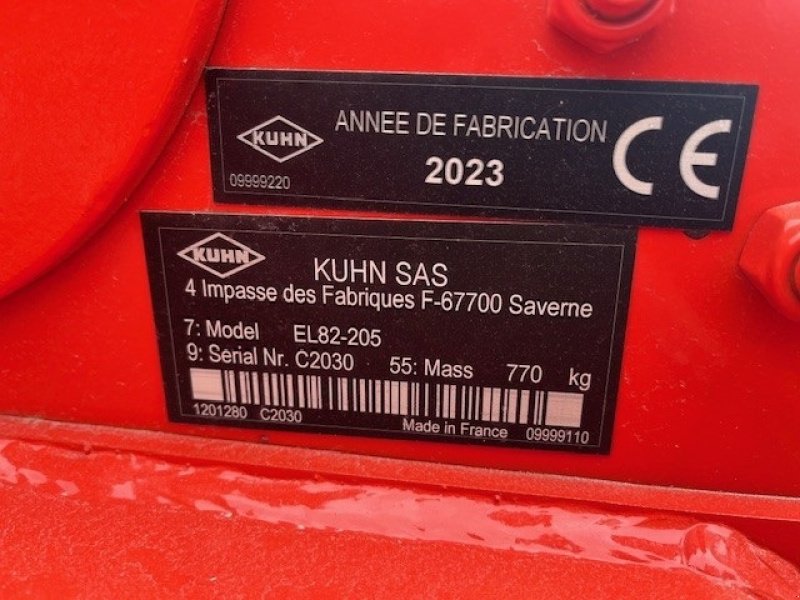 KUHN
ANNEE DE FABRICATION
2023
09999220
CE
KUHN
KUHN SAS
4 Impasse des Fabriques F-67700 Saverne
7: Model EL82-205
9: Serial Nr. C2030 55: Mass 770 kg
1201280 C2030
Made in France 09999110